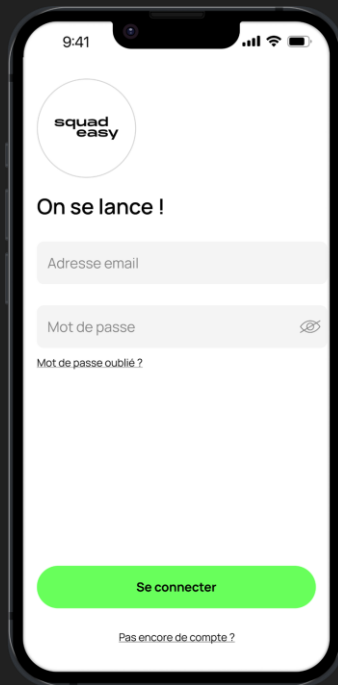 9:41
squad
easy
On se lance !
Adresse email
Mot de passe
Mot de passe oublié ?
Se connecter
Pas encore de compte ?